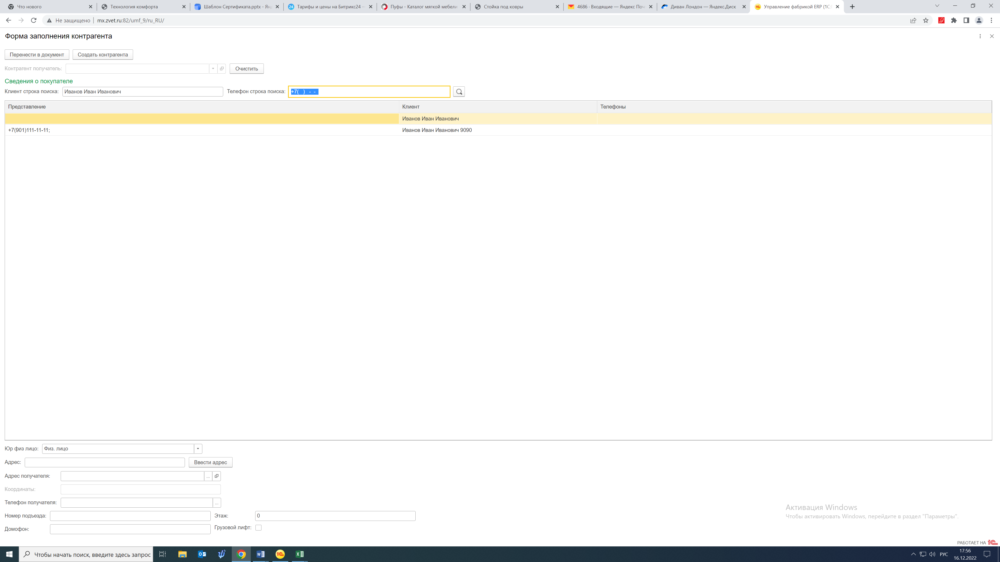 Что нового
Технология комфорта
Шаблон Сертификата.pptx - Ян
24 Тарифы и цены на Битрикс24 –
Пуфы - Каталог мягкой мебели
Стойка под ковры
4686 · Входящие — Яндекс Поч
Диван Лондон — Яндекс.Диск
1С Управление фабрикой ERP (1С:
Не защищено mx.zvet.ru:82/umf_9/ru_RU/
Форма заполнения контрагента
Перенести в документ Создать контрагента
Контрагент получатель: Очистить
Сведения о покупателе
Клиент строка поиска: Иванов Иван Иванович Телефон строка поиска: +7( ) - -
Представление Клиент Телефоны
Иванов Иван Иванович
+7(901)111-11-11; Иванов Иван Иванович 9090
Юр физ лицо: Физ. лицо
Адрес: Ввести адрес
Адрес получателя: ...
Координаты:
Телефон получателя: ...
Номер подъезда: Этаж: 0
Домофон: Грузовой лифт:
Активация Windows
Чтобы активировать Windows, перейдите в раздел "Параметры".
РАБОТАЕТ НА 1С
Чтобы начать поиск, введите здесь запрос
РУС
17:56
16.12.2022